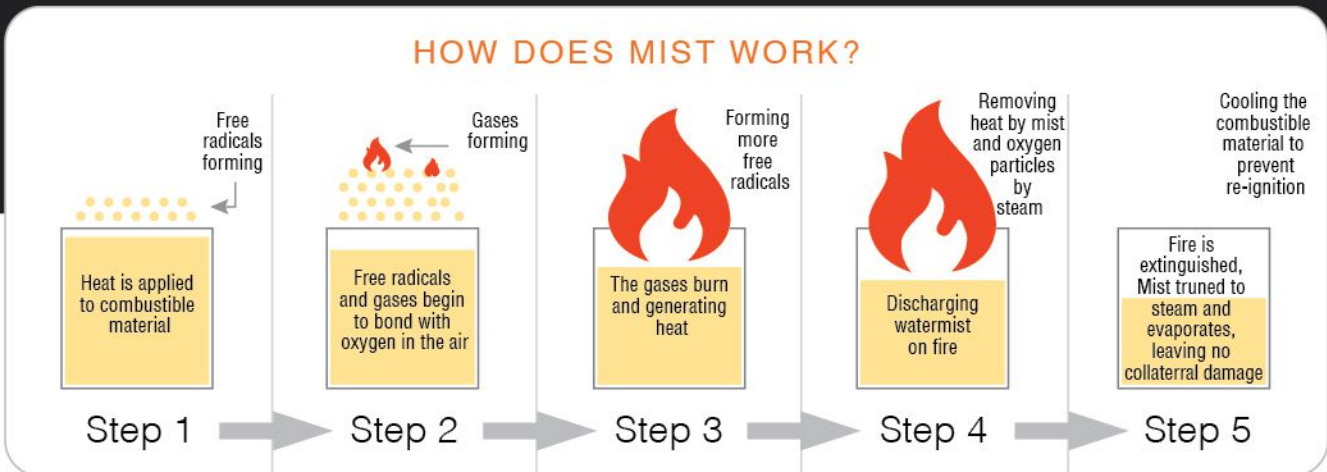 HOW DOES MIST WORK?
Free
radicals
forming
Heat is applied
to combustible
material
Step 1
Gases
forming
Free radicals
and gases begin
to bond with
oxygen in the air
Step 2
Forming
more
free
radicals
The gases burn
and generating
heat
Step 3
Removing
heat by mist
and oxygen
particles
by
steam
Discharging
watermist
on fire
Step 4
Cooling the
combustible
material to
prevent
re-ignition
Fire is
extinguished,
Mist truned to
steam and
evaporates,
leaving no
collaterral damage
Step 5